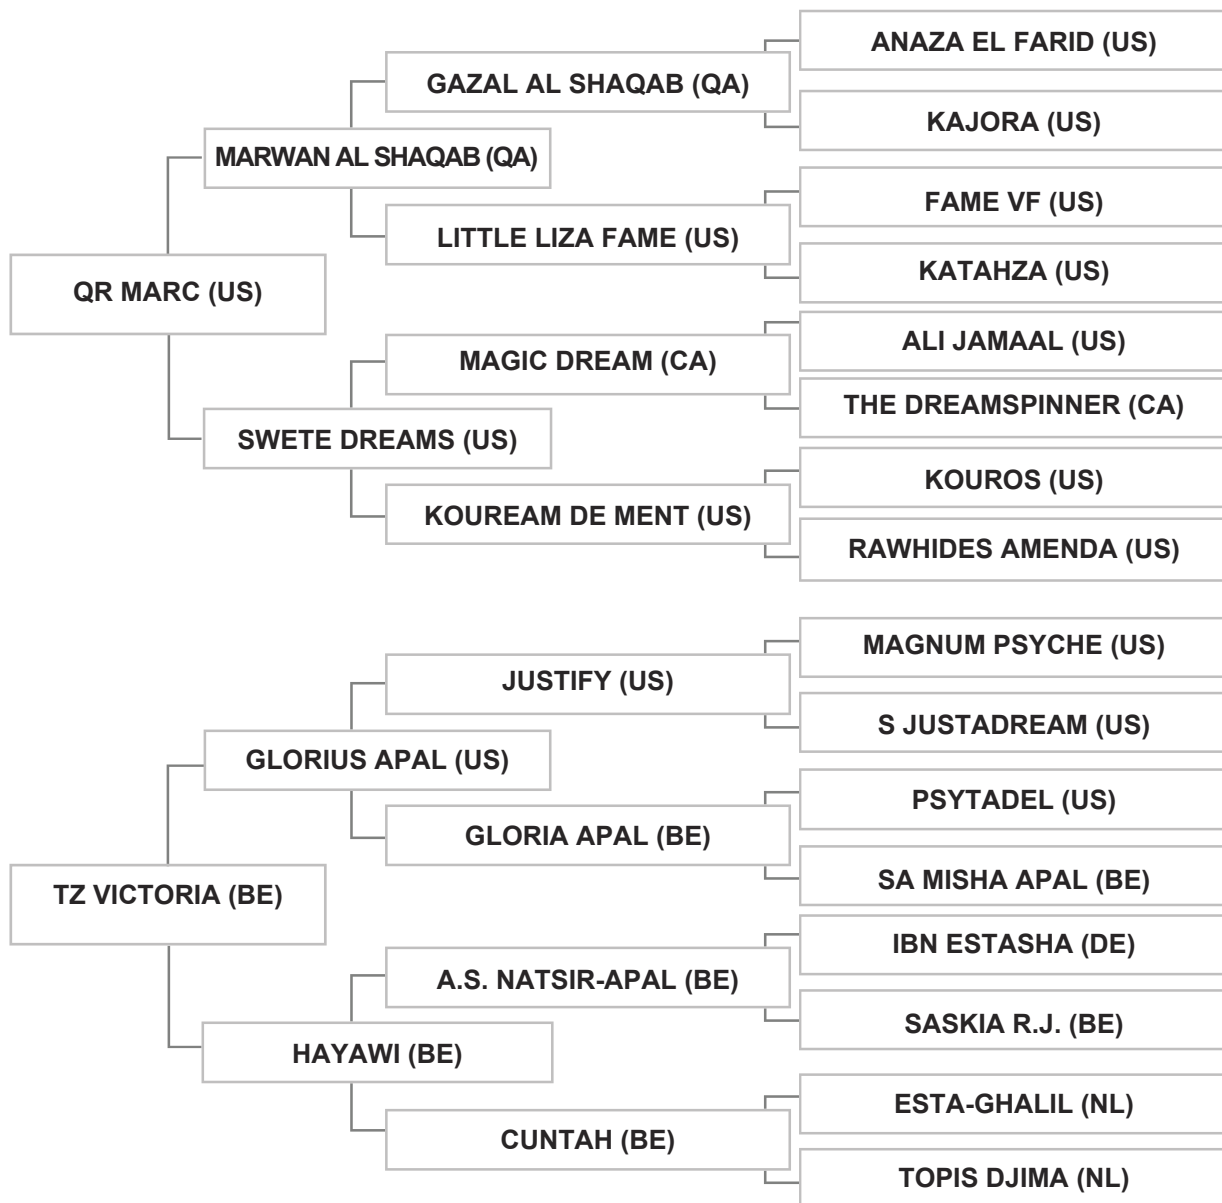 ANAZA EL FARID (US)
GAZAL AL SHAQAB (QA)
KAJORA (US)
MARWAN AL SHAQAB (QA)
FAME VF (US)
LITTLE LIZA FAME (US)
KATAHZA (US)
QR MARC (US)
ALI JAMAAL (US)
MAGIC DREAM (CA)
THE DREAMSPINNER (CA)
SWETE DREAMS (US)
KOUROS (US)
KOUREAM DE MENT (US)
RAWHIDES AMENDA (US)
MAGNUM PSYCHE (US)
JUSTIFY (US)
S JUSTADREAM (US)
GLORIUS APAL (US)
PSYTADEL (US)
GLORIA APAL (BE)
SA MISHA APAL (BE)
TZ VICTORIA (BE)
IBN ESTASHA (DE)
A.S. NATSIR-APAL (BE)
SASKIA R.J. (BE)
HAYAWI (BE)
ESTA-GHALIL (NL)
CUNTAH (BE)
TOPIS DJIMA (NL)